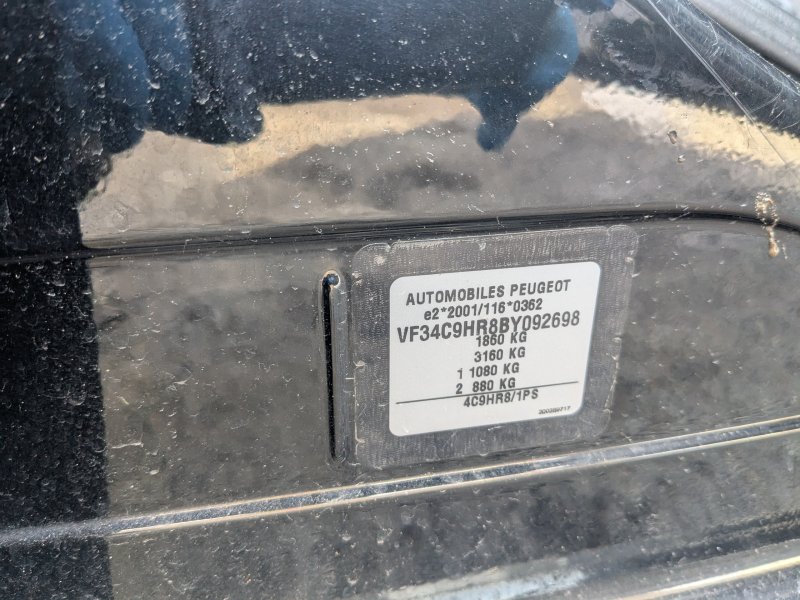 AUTOMOBILES PEUGEOT
e2*2001/116*0362
VF34C9HR8BY092698
1860 KG
3160 KG
1 1080 KG
2 880 KG
4C9HR8/1PS